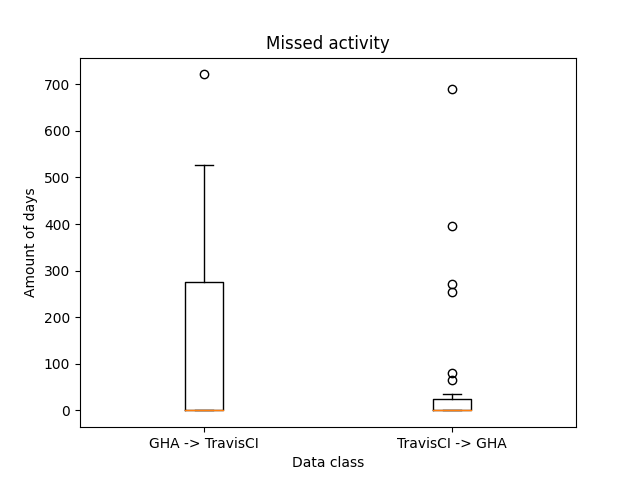 Missed activity
Amount of days
700
600
500
400
300
200
100
0
GHA -> TravisCI
TravisCI -> GHA
Data class